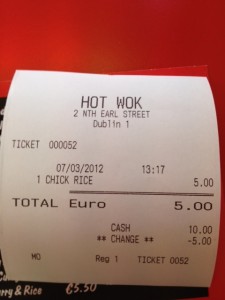 HOT WOK
2 NTH EARL STREET
Dublin 1
TICKET 000052
07/03/2012 13:17
1 CHICK RICE 5.00
TOTAL Euro 5.00
CASH 10.00
** CHANGE ** -5.00
MO Reg 1 TICKET 0052
& Rice €5.50